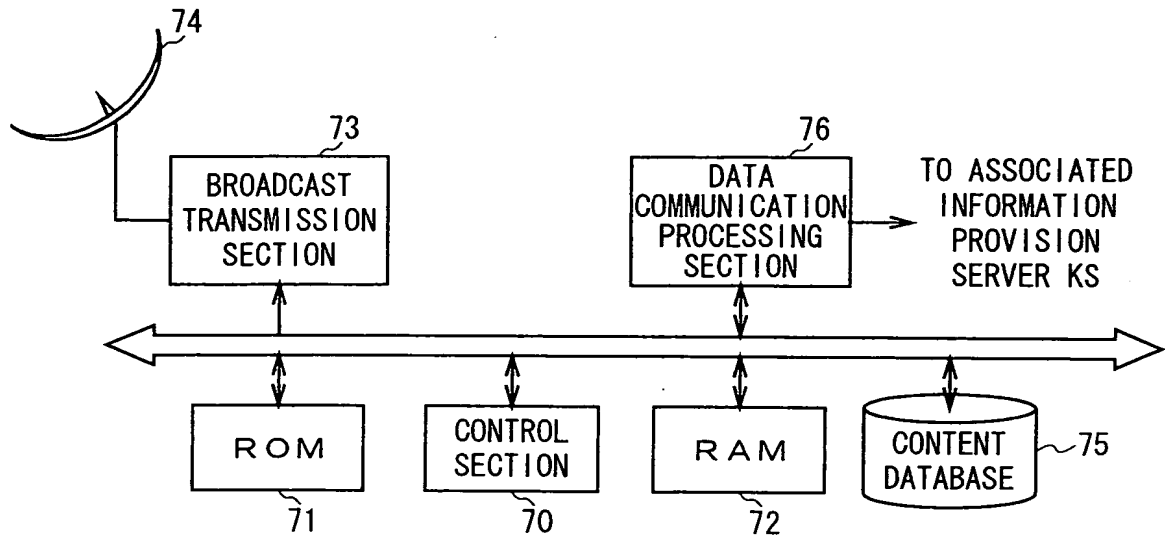 74
73
BROADCAST
TRANSMISSION
SECTION
76
DATA
COMMUNICATION
PROCESSING
SECTION
TO ASSOCIATED
INFORMATION
PROVISION
SERVER KS
ROM
71
CONTROL
SECTION
70
RAM
72
CONTENT
DATABASE
75